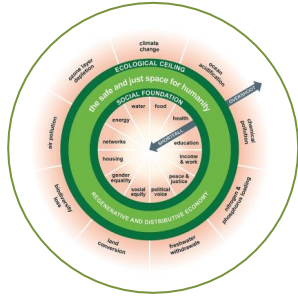 climate
change
ocean
acidification
chemical
pollution
nitrogen &
phosphorus loading
freshwater
withdrawals
land
conversion
biodiversity
loss
air pollution
ozone layer
depletion
ECOLOGICAL CEILING
the safe and just space for humanity
SOCIAL FOUNDATION
OVERSHOOT
SHORTFALL
water
food
health
education
income
& work
peace &
justice
political
voice
social
equity
gender
equality
housing
networks
energy
REGENERATIVE AND DISTRIBUTIVE ECONOMY